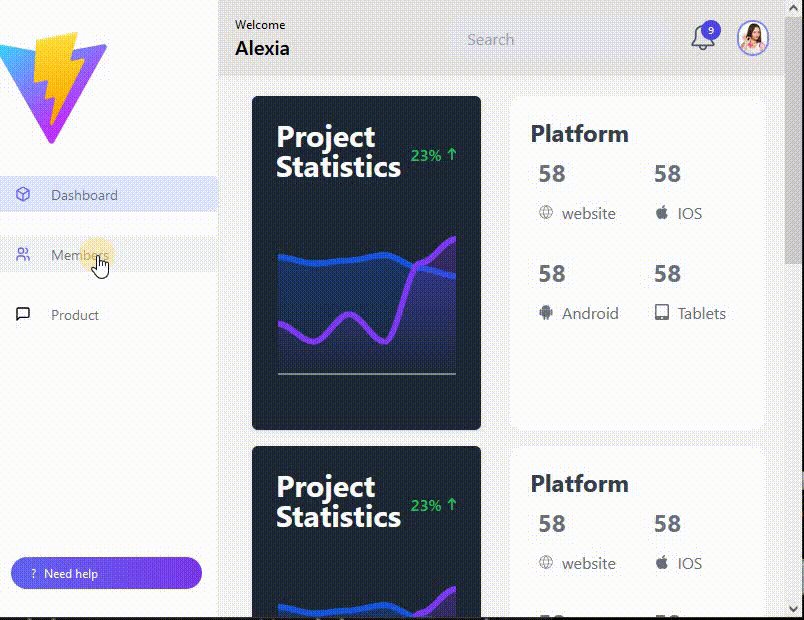 Welcome
Alexia
Search
9
Dashboard
Members
Product
? Need help
Project
Statistics
23% ↑
Platform
58
58
website
IOS
58
58
Android
Tablets
Project
Statistics
23% ↑
Platform
58
58
website
IOS